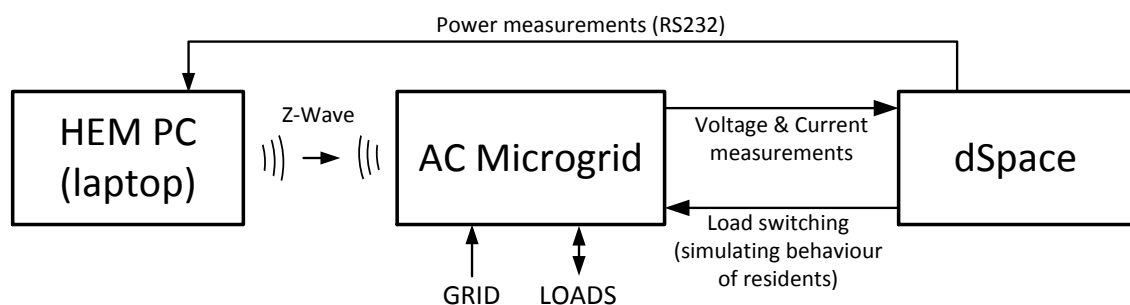 Power measurements (RS232)
HEM PC
(laptop)
Z-Wave
AC Microgrid
Voltage & Current
measurements
dSpace
Load switching
(simulating behaviour
of residents)
GRID
LOADS